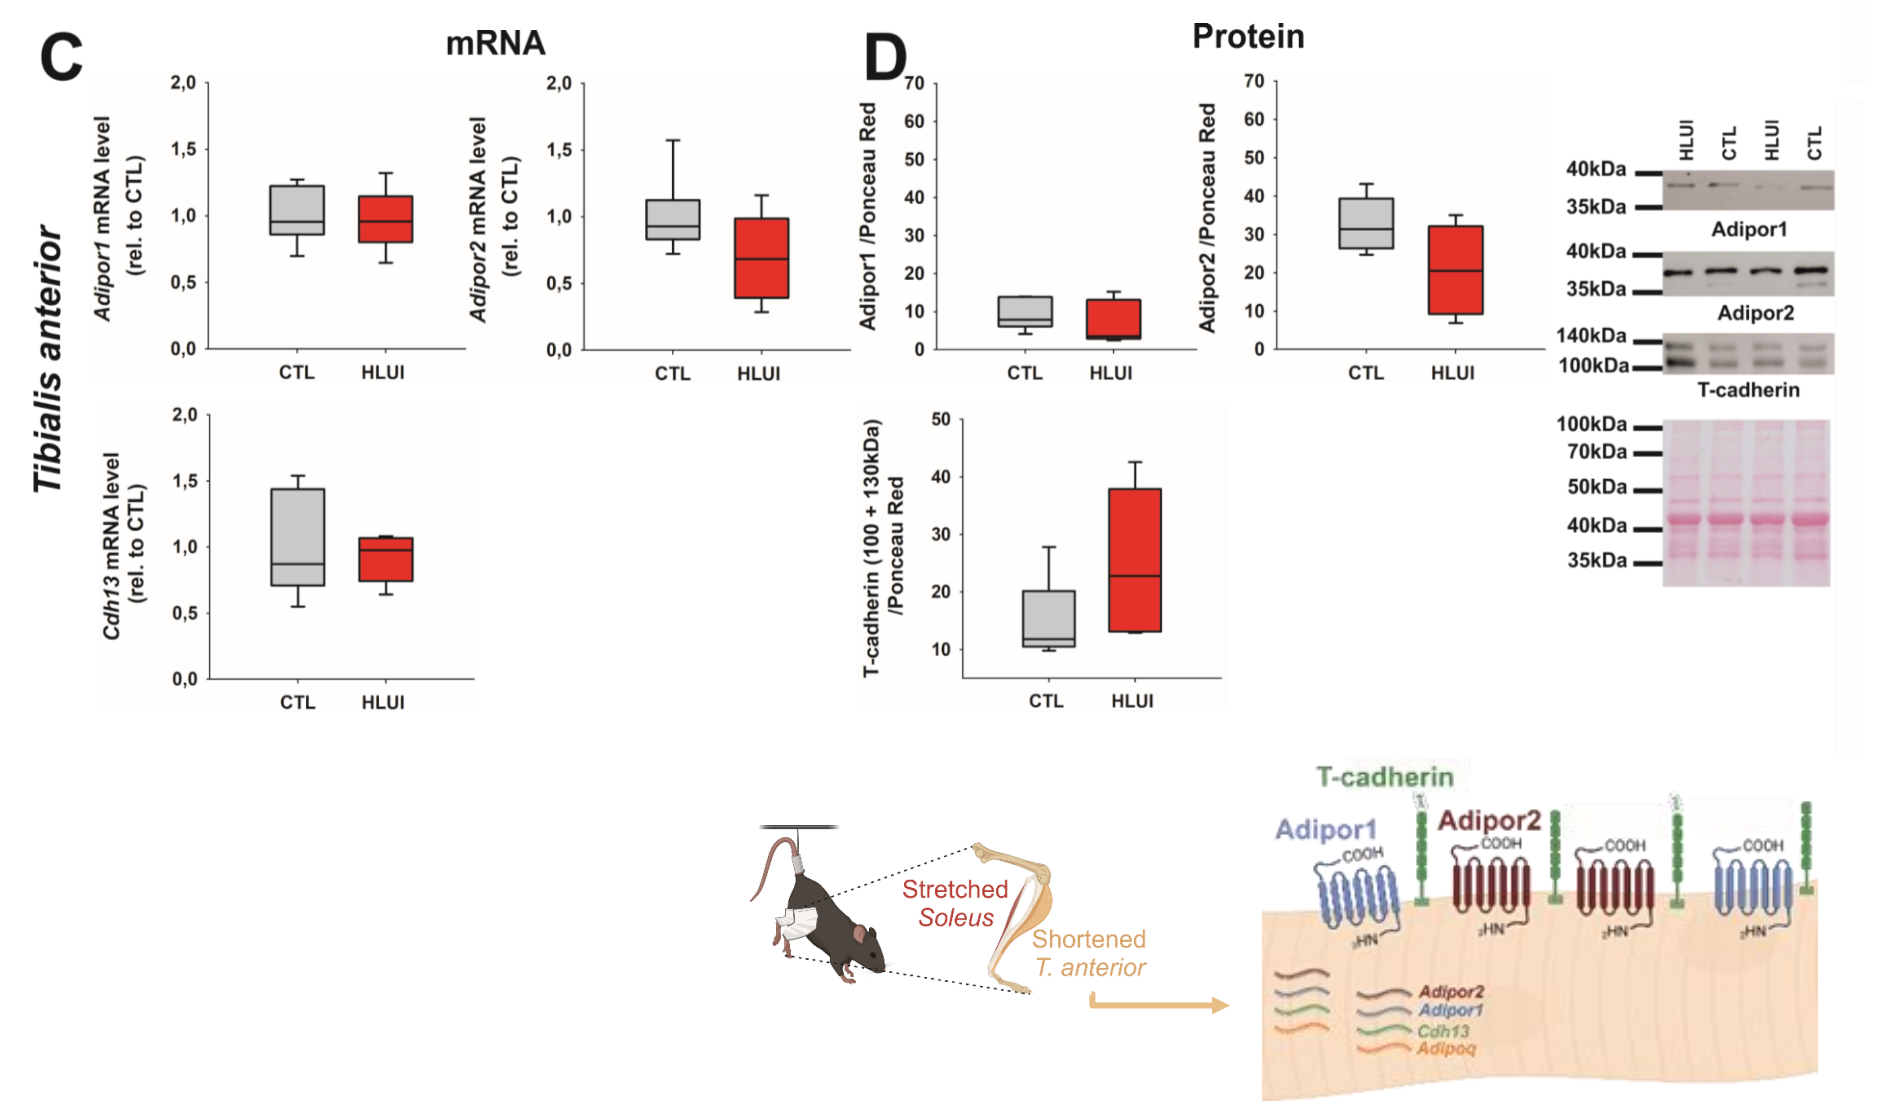 C
mRNA
D
Protein
Tibialis anterior
Adipor1 mRNA level
(rel. to CTL)
2,0
1,5
1,0
0,5
0,0
CTL
HLUI
Adipor2 mRNA level
(rel. to CTL)
2,0
1,5
1,0
0,5
0,0
CTL
HLUI
Adipor1 /Ponceau Red
70
60
50
40
30
20
10
0
CTL
HLUI
Adipor2 /Ponceau Red
70
60
50
40
30
20
10
0
CTL
HLUI
HLUI
CTL
HLUI
CTL
40kDa
35kDa
Adipor1
40kDa
35kDa
Adipor2
140kDa
100kDa
T-cadherin
100kDa
70kDa
50kDa
40kDa
35kDa
Cdh13 mRNA level
(rel. to CTL)
2,0
1,5
1,0
0,5
0,0
CTL
HLUI
T-cadherin (100 + 130kDa)
/Ponceau Red
50
40
30
20
10
CTL
HLUI
Stretched
Soleus
Shortened
T. anterior
T-cadherin
Adipor1
Adipor2
COOH
COOH
COOH
COOH
₂HN
₂HN
₂HN
₂HN
Adipor2
Adipor1
Cdh13
Adipoq